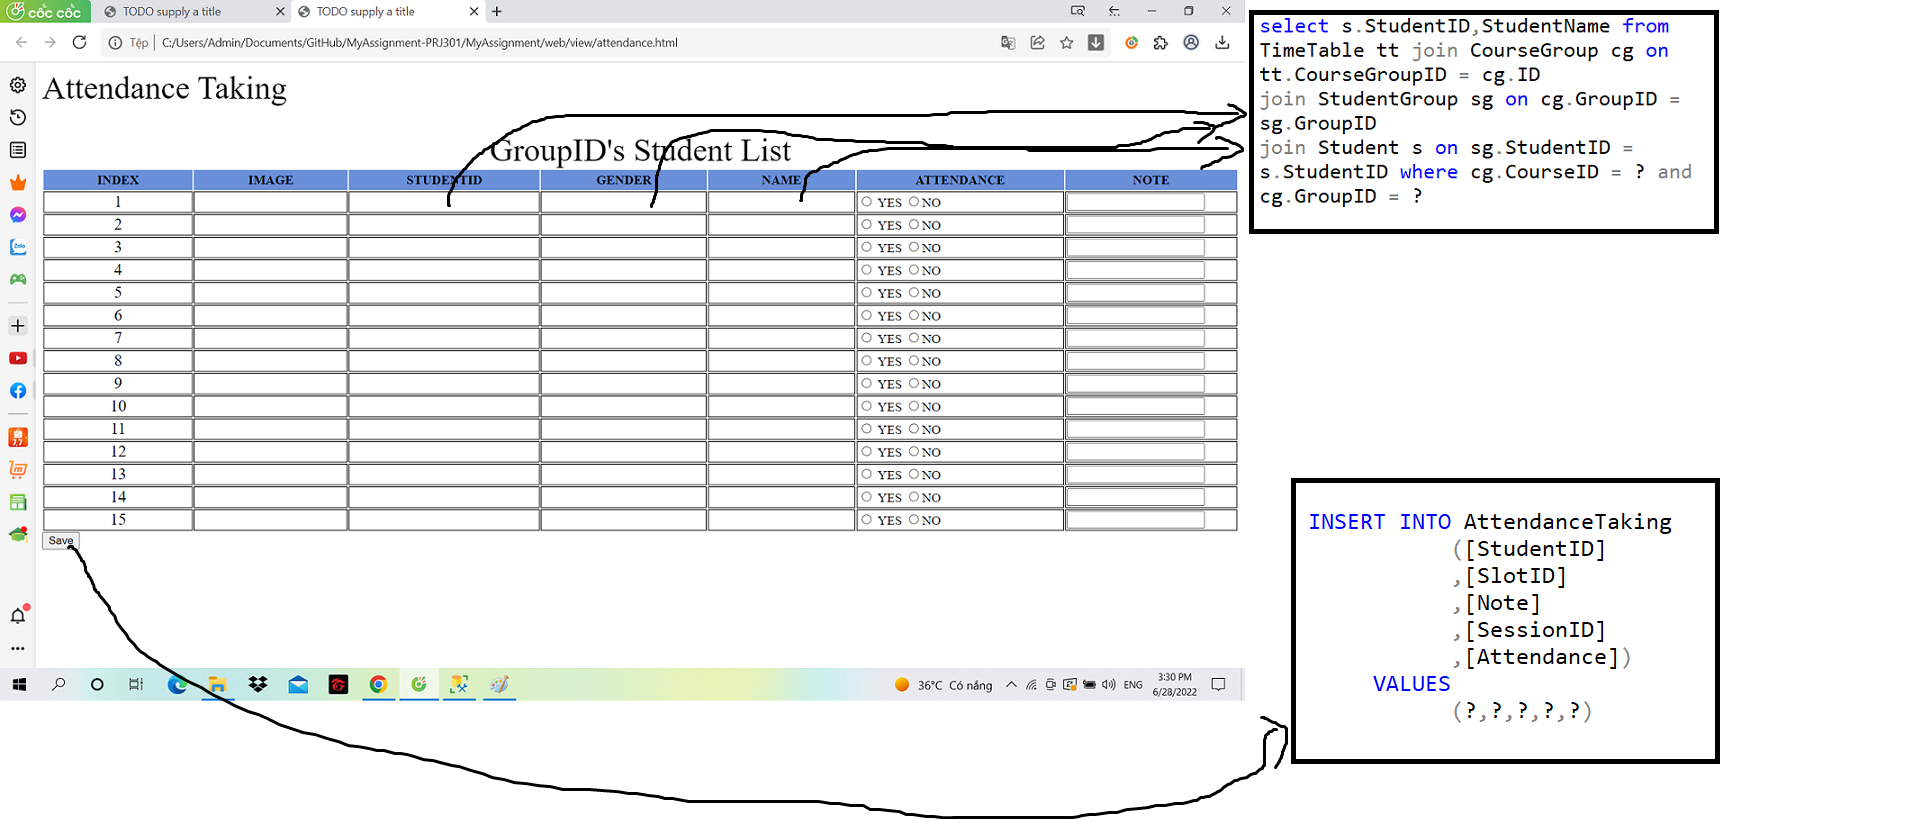 cốc cốc
TODO supply a title
TODO supply a title
Tệp C:/Users/Admin/Documents/GitHub/MyAssignment-PRJ301/MyAssignment/web/view/attendance.html
Attendance Taking
GroupID's Student List
INDEX IMAGE STUDENTID GENDER NAME ATTENDANCE NOTE
1 YES NO
2 YES NO
3 YES NO
4 YES NO
5 YES NO
6 YES NO
7 YES NO
8 YES NO
9 YES NO
10 YES NO
11 YES NO
12 YES NO
13 YES NO
14 YES NO
15 YES NO
Save
Zalo
7.7
36°C Có nắng
ENG
3:30 PM
6/28/2022
select s.StudentID,StudentName from
TimeTable tt join CourseGroup cg on
tt.CourseGroupID = cg.ID
join StudentGroup sg on cg.GroupID =
sg.GroupID
join Student s on sg.StudentID =
s.StudentID where cg.CourseID = ? and
cg.GroupID = ?
INSERT INTO AttendanceTaking
([StudentID]
,[SlotID]
,[Note]
,[SessionID]
,[Attendance])
VALUES
(?,?,?,?,?)